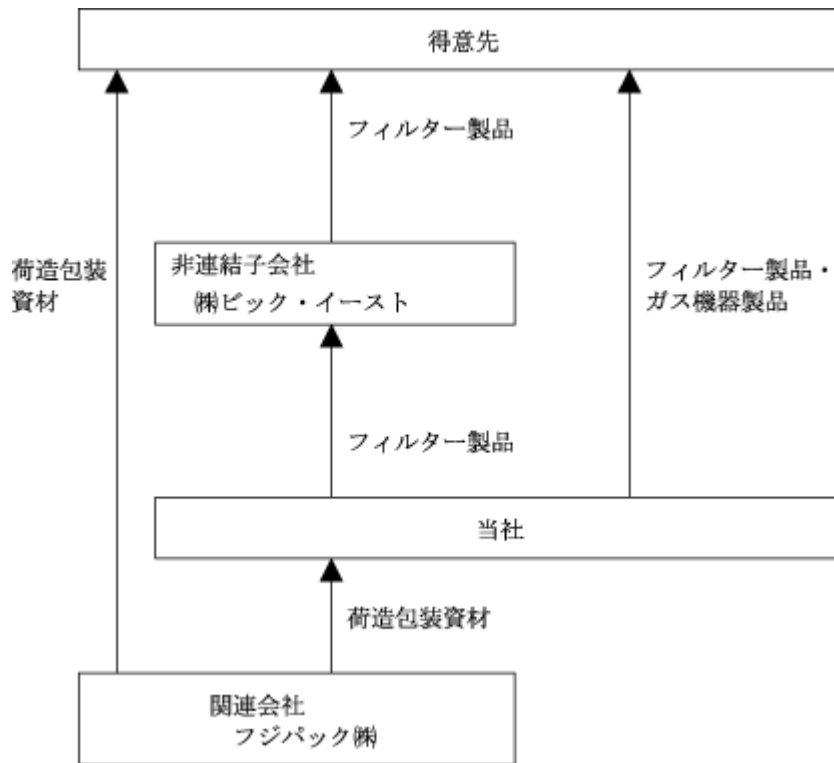 得意先
フィルター製品
荷造包装
資材
非連結子会社
㈱ビック・イースト
フィルター製品・
ガス機器製品
フィルター製品
当社
荷造包装資材
関連会社
フジパック㈱